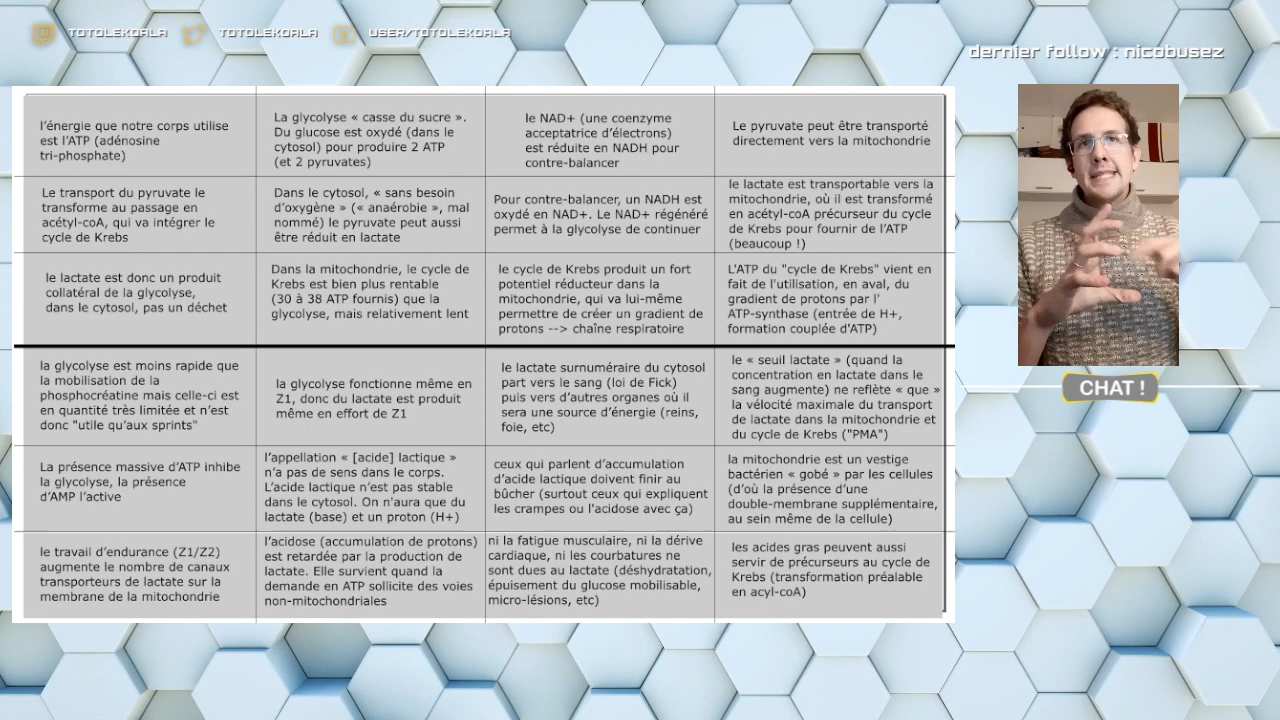 TOTOLEKOALA
TOTOLEKOALA
USER/TOTOLEKOALA
dernier follow : nicobusez
l'énergie que notre corps utilise
est l'ATP (adénosine
tri-phosphate)
La glycolyse « casse du sucre ».
Du glucose est oxydé (dans le
cytosol) pour produire 2 ATP
(et 2 pyruvates)
le NAD+ (une coenzyme
acceptatrice d'électrons)
est réduite en NADH pour
contre-balancer
Le pyruvate peut être transporté
directement vers la mitochondrie
Le transport du pyruvate le
transforme au passage en
acétyl-coA, qui va intégrer le
cycle de Krebs
Dans le cytosol, « sans besoin
d'oxygène » (« anaérobie », mal
nommé) le pyruvate peut aussi
être réduit en lactate
Pour contre-balancer, un NADH est
oxydé en NAD+. Le NAD+ régénéré
permet à la glycolyse de continuer
le lactate est transportable vers la
mitochondrie, où il est transformé
en acétyl-coA précurseur du cycle
de Krebs pour fournir de l'ATP
(beaucoup !)
le lactate est donc un produit
collatéral de la glycolyse,
dans le cytosol, pas un déchet
Dans la mitochondrie, le cycle de
Krebs est bien plus rentable
(30 à 38 ATP fournis) que la
glycolyse, mais relativement lent
le cycle de Krebs produit un fort
potentiel réducteur dans la
mitochondrie, qui va lui-même
permettre de créer un gradient de
protons --> chaîne respiratoire
L'ATP du "cycle de Krebs" vient en
fait de l'utilisation, en aval, du
gradient de protons par l'
ATP-synthase (entrée de H+,
formation couplée d'ATP)
la glycolyse est moins rapide que
la mobilisation de la
phosphocréatine mais celle-ci est
en quantité très limitée et n'est
donc "utile qu'aux sprints"
la glycolyse fonctionne même en
Z1, donc du lactate est produit
même en effort de Z1
le lactate surnuméraire du cytosol
part vers le sang (loi de Fick)
puis vers d'autres organes où il
sera une source d'énergie (reins,
foie, etc)
le « seuil lactate » (quand la
concentration en lactate dans le
sang augmente) ne reflète « que »
la vélocité maximale du transport
de lactate dans la mitochondrie et
du cycle de Krebs ("PMA")
La présence massive d'ATP inhibe
la glycolyse, la présence
d'AMP l'active
l'appellation « [acide] lactique »
n'a pas de sens dans le corps.
L'acide lactique n'est pas stable
dans le cytosol. On n'aura que du
lactate (base) et un proton (H+)
ceux qui parlent d'accumulation
d'acide lactique doivent finir au
bûcher (surtout ceux qui expliquent
les crampes ou l'acidose avec ça)
la mitochondrie est un vestige
bactérien « gobé » par les cellules
(d'où la présence d'une
double-membrane supplémentaire,
au sein même de la cellule)
le travail d'endurance (Z1/Z2)
augmente le nombre de canaux
transporteurs de lactate sur la
membrane de la mitochondrie
l'acidose (accumulation de protons)
est retardée par la production de
lactate. Elle survient quand la
demande en ATP sollicite des voies
non-mitochondriales
ni la fatigue musculaire, ni la dérive
cardiaque, ni les courbatures ne
sont dues au lactate (déshydratation,
épuisement du glucose mobilisable,
micro-lésions, etc)
les acides gras peuvent aussi
servir de précurseurs au cycle de
Krebs (transformation préalable
en acyl-coA)
CHAT !